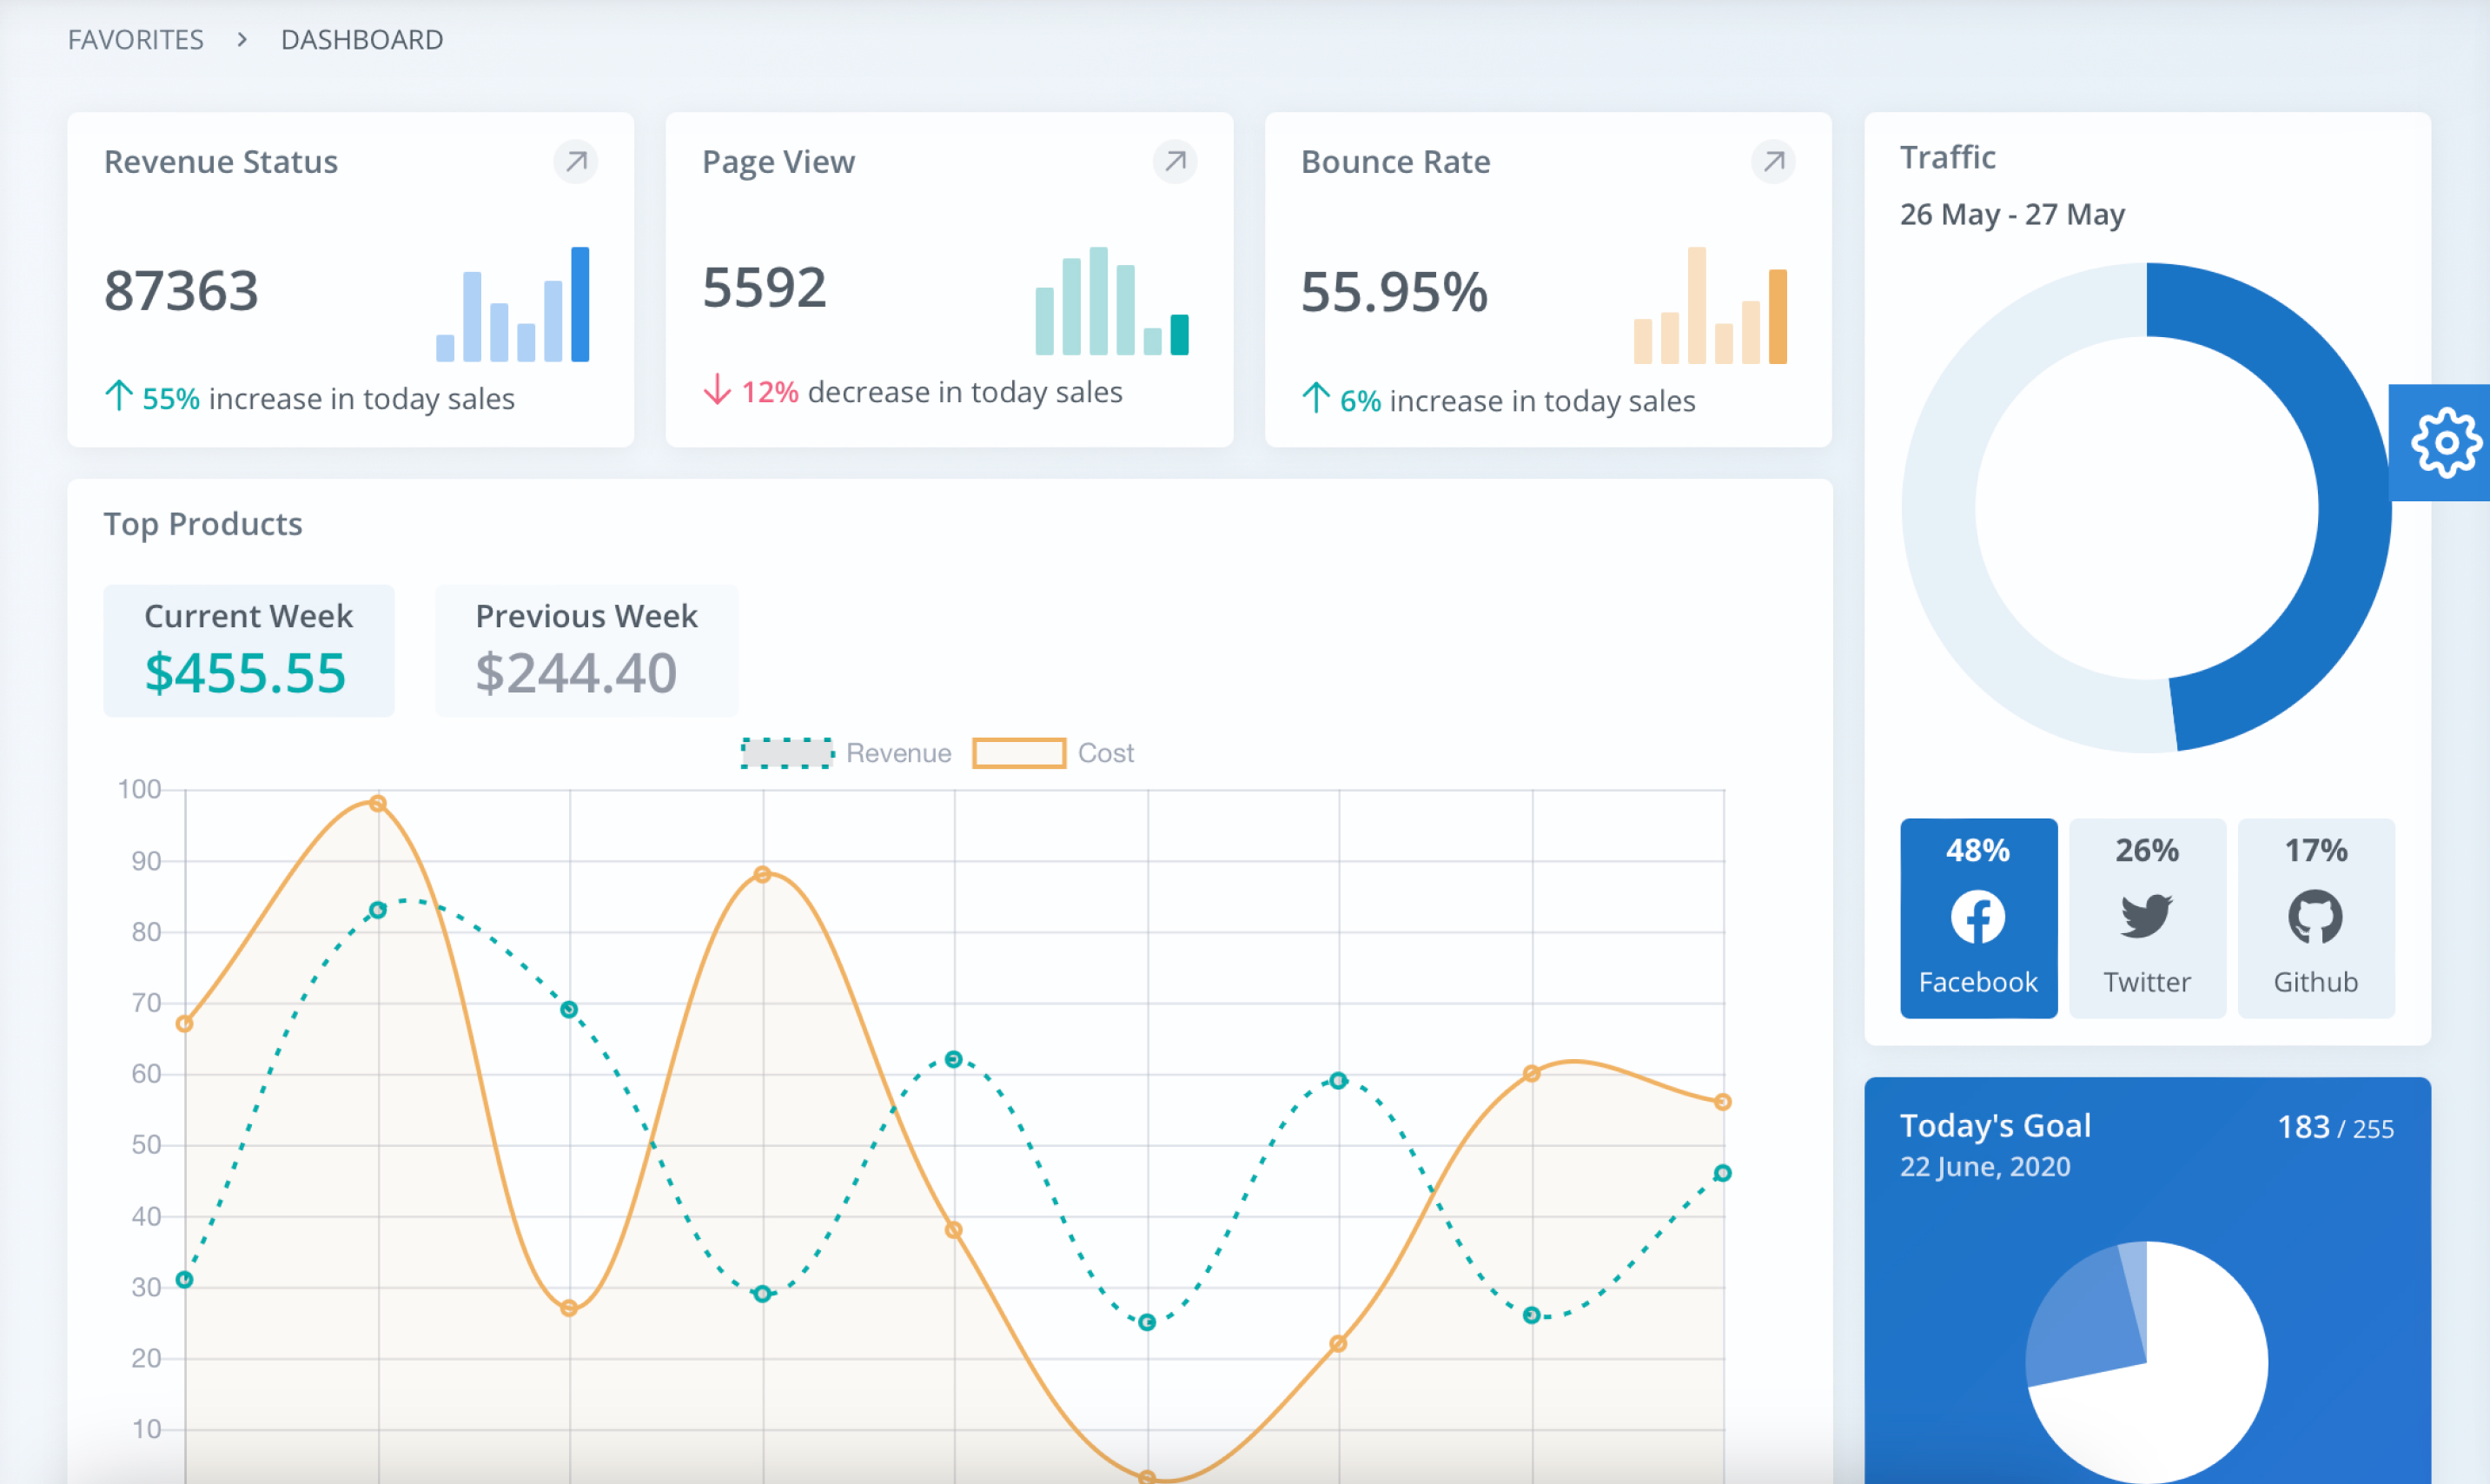 FAVORITES > DASHBOARD
Revenue Status
87363
55% increase in today sales
Page View
5592
12% decrease in today sales
Bounce Rate
55.95%
6% increase in today sales
Traffic
26 May - 27 May
48%
Facebook
26%
Twitter
17%
Github
Top Products
Current Week
$455.55
Previous Week
$244.40
Revenue
Cost
100
90
80
70
60
50
40
30
20
10
Today's Goal
183 / 255
22 June, 2020